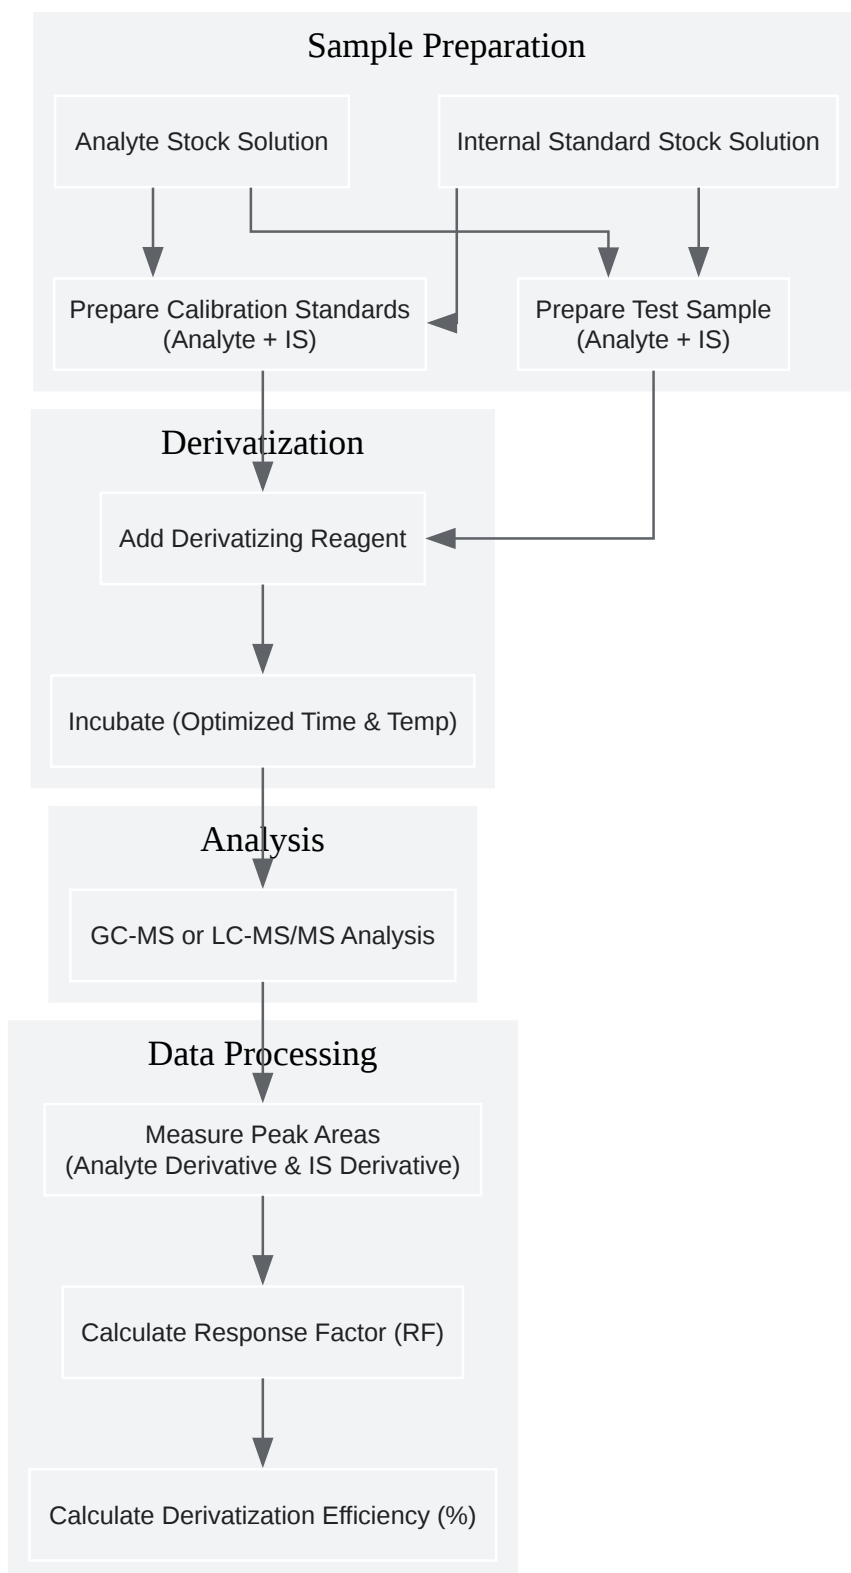 Sample Preparation
Analyte Stock Solution
Internal Standard Stock Solution
Prepare Calibration Standards
(Analyte + IS)
Prepare Test Sample
(Analyte + IS)
Derivatization
Add Derivatizing Reagent
Incubate (Optimized Time & Temp)
Analysis
GC-MS or LC-MS/MS Analysis
Data Processing
Measure Peak Areas
(Analyte Derivative & IS Derivative)
Calculate Response Factor (RF)
Calculate Derivatization Efficiency (%)